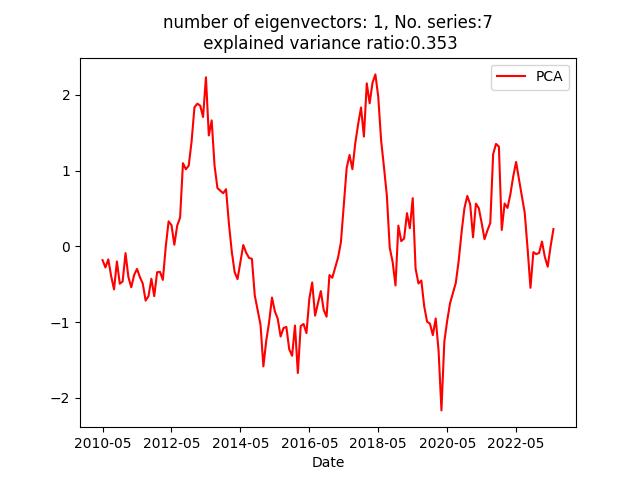 number of eigenvectors: 1, No. series:7
explained variance ratio:0.353
PCA
2
1
0
−1
−2
2010-05 2012-05 2014-05 2016-05 2018-05 2020-05 2022-05
Date